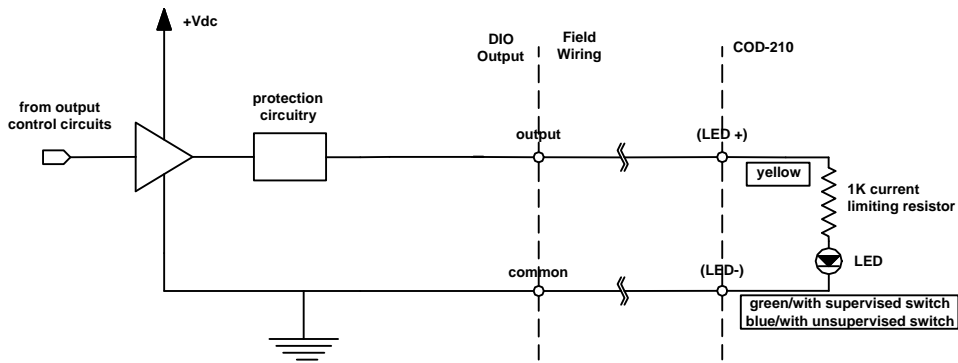 +Vdc
DIO
Output
Field
Wiring
COD-210
from output
control circuits
protection
circuitry
output
(LED +)
yellow
1K current
limiting resistor
LED
common
(LED-)
green/with supervised switch
blue/with unsupervised switch